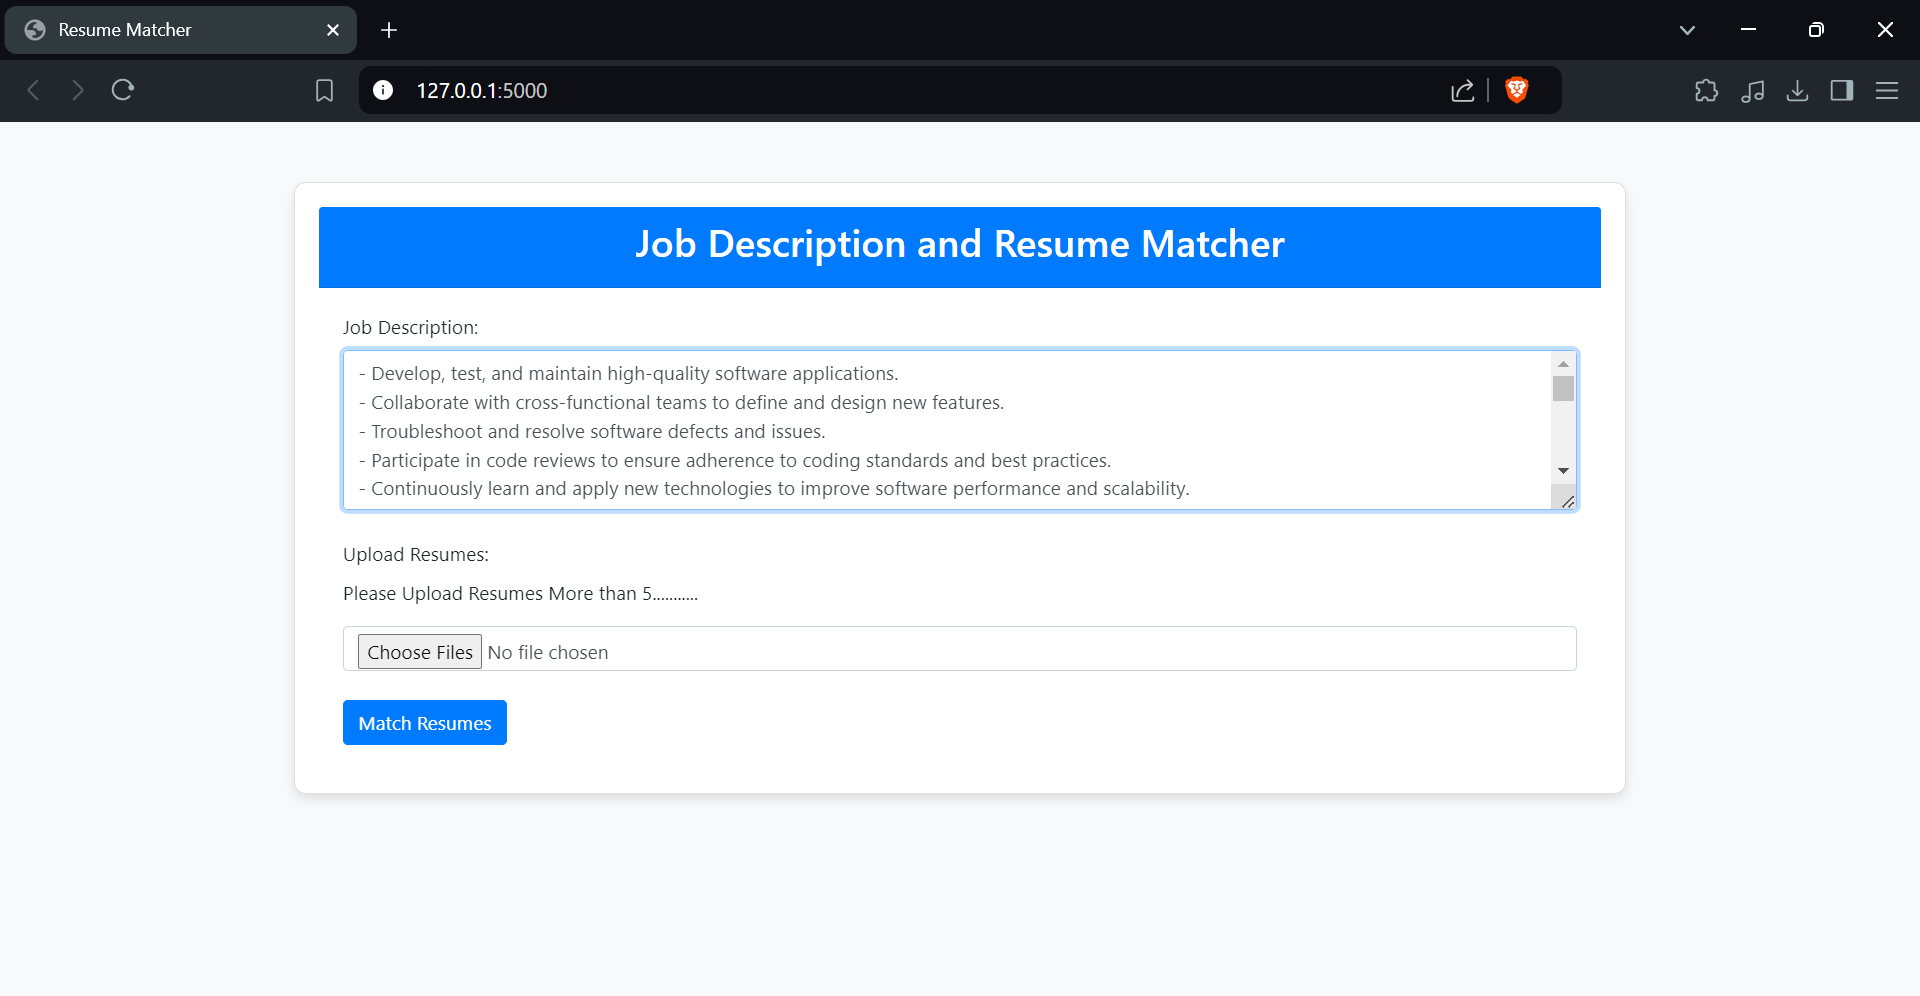 Resume Matcher
127.0.0.1:5000
Job Description and Resume Matcher
Job Description:
- Develop, test, and maintain high-quality software applications.
- Collaborate with cross-functional teams to define and design new features.
- Troubleshoot and resolve software defects and issues.
- Participate in code reviews to ensure adherence to coding standards and best practices.
- Continuously learn and apply new technologies to improve software performance and scalability.
Upload Resumes:
Please Upload Resumes More than 5...........
Choose Files No file chosen
Match Resumes